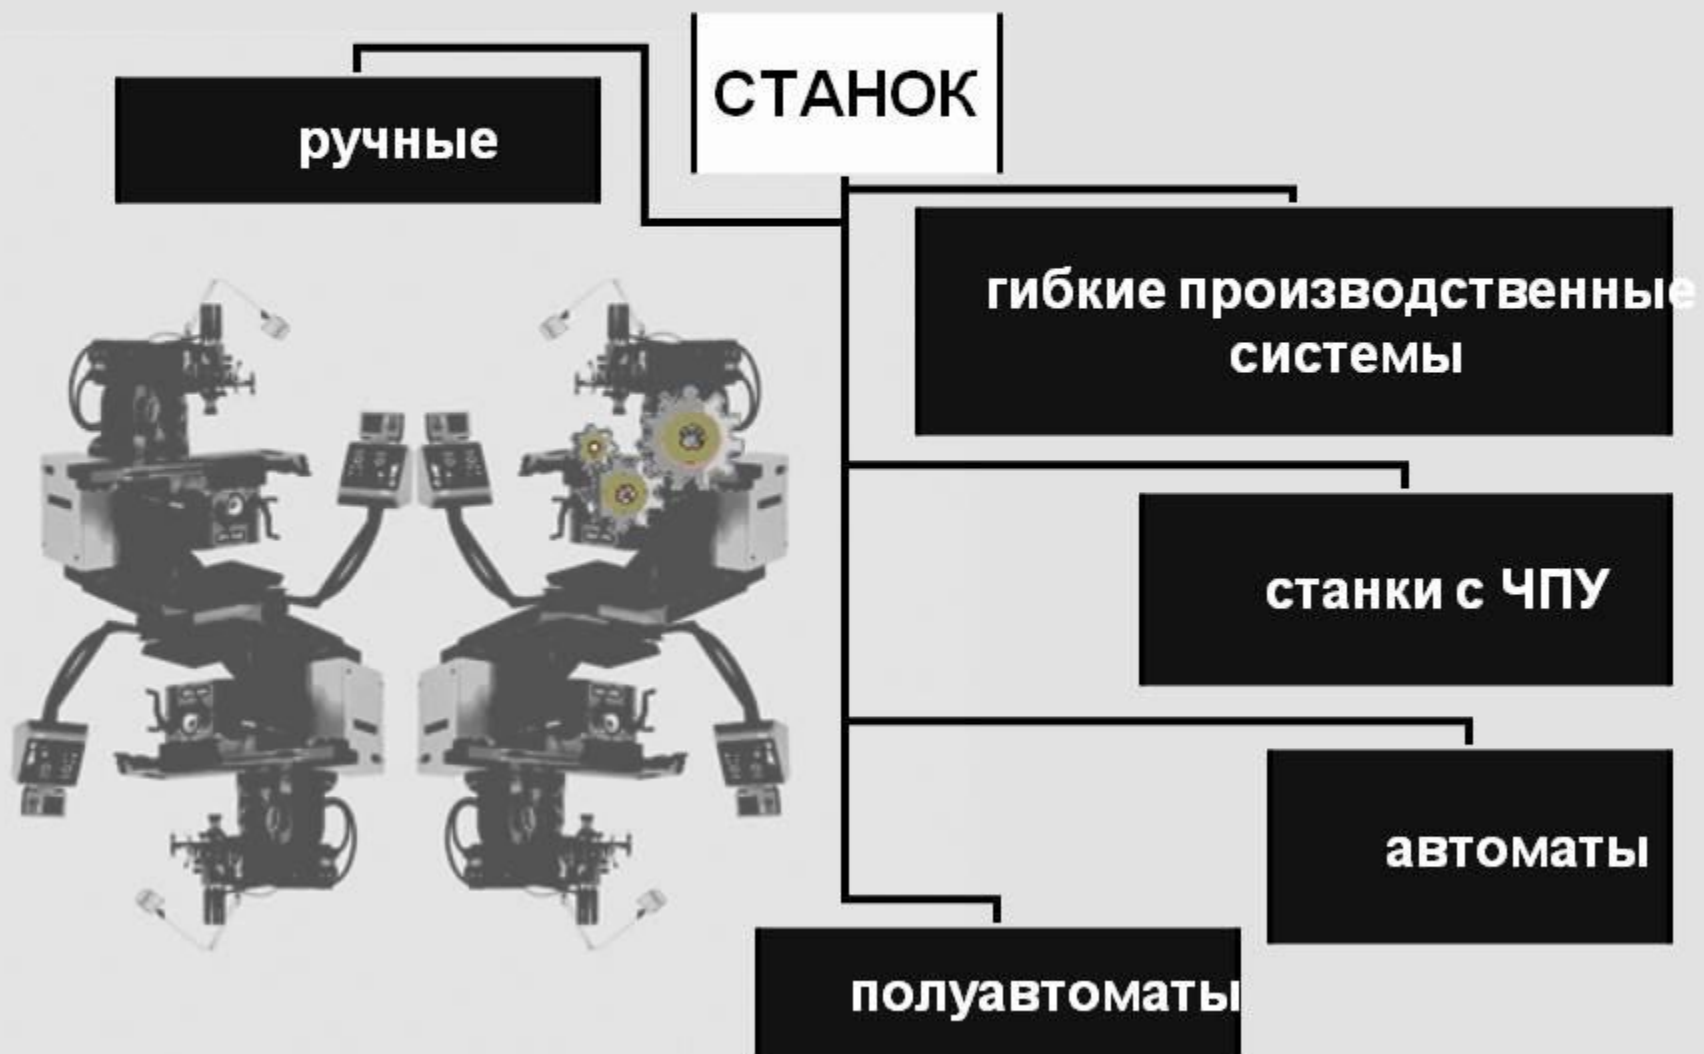 СТАНОК
ручные
гибкие производственные
системы
станки с ЧПУ
автоматы
полуавтоматы